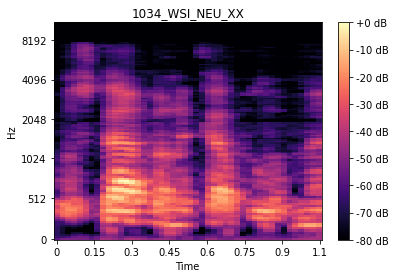 1034_WSI_NEU_XX
8192
4096
2048
1024
512
0
Hz
0
0.15
0.3
0.45
0.6
0.75
0.9
1.1
Time
+0 dB
-10 dB
-20 dB
-30 dB
-40 dB
-50 dB
-60 dB
-70 dB
-80 dB